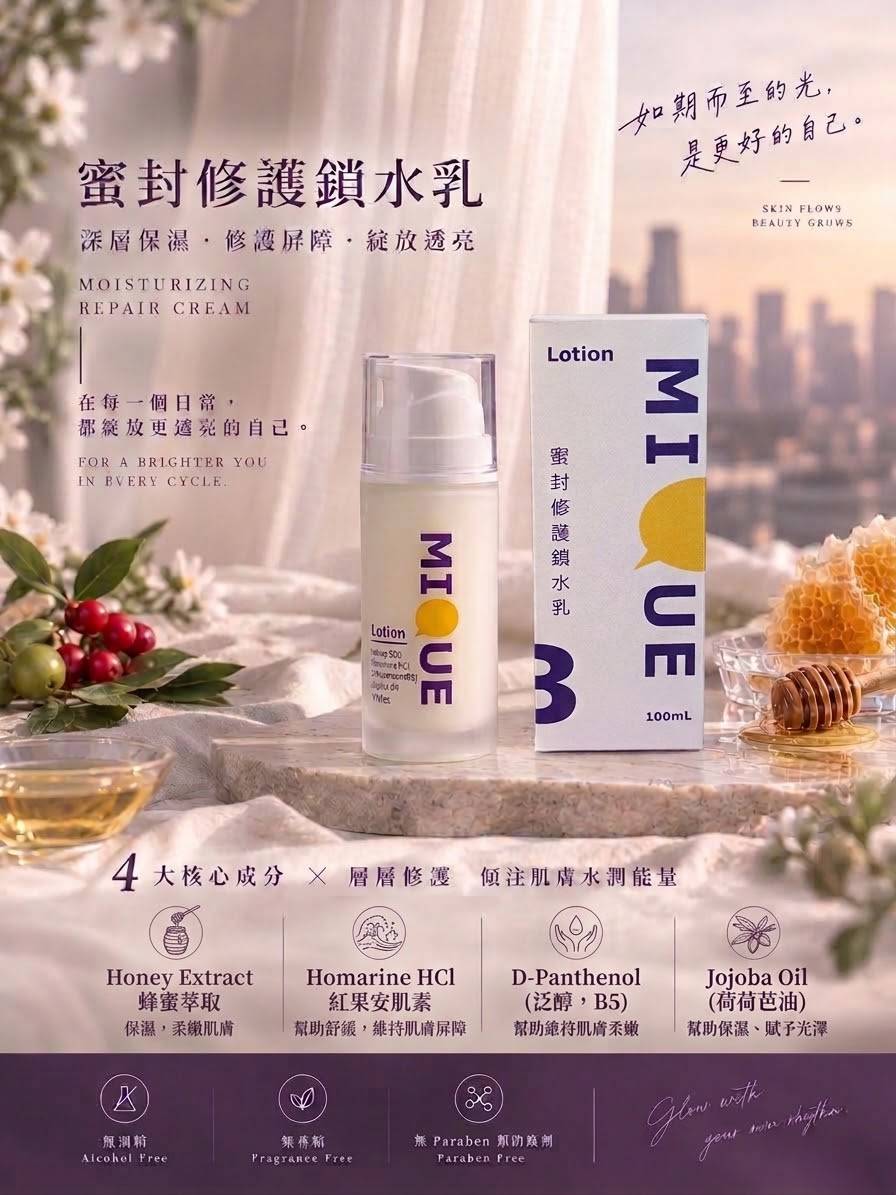 如期而至的光,
是更好的自己。
SKIN FLOWS
BEAUTY GRUWS
蜜封修護鎖水乳
深層保濕・修護屏障・綻放透亮
MOISTURIZING
REPAIR CREAM
在每一個日常,
都綻放更透亮的自己。
FOR A BRIGHTER YOU
IN BVERY CYCLE.
Lotion
MIQUE
蜜封修護鎖水乳
3
100mL
MIQUE
Lotion
4大核心成分 × 層層修護 傾注肌膚水潤能量
Honey Extract
蜂蜜萃取
保濕,柔緻肌膚
Homarine HCl
紅果安肌素
幫助舒緩,維持肌膚屏障
D-Panthenol
(泛醇,B5)
幫助維持肌膚柔嫩
Jojoba Oil
(荷荷芭油)
幫助保濕、賦予光澤
Alcohol Free
Fragrance Free
無 Paraben
Paraben Free
Glow with
your